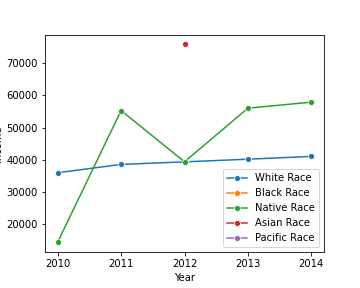 70000
60000
50000
40000
30000
20000
2010 2011 2012 2013 2014
Year
White Race
Black Race
Native Race
Asian Race
Pacific Race